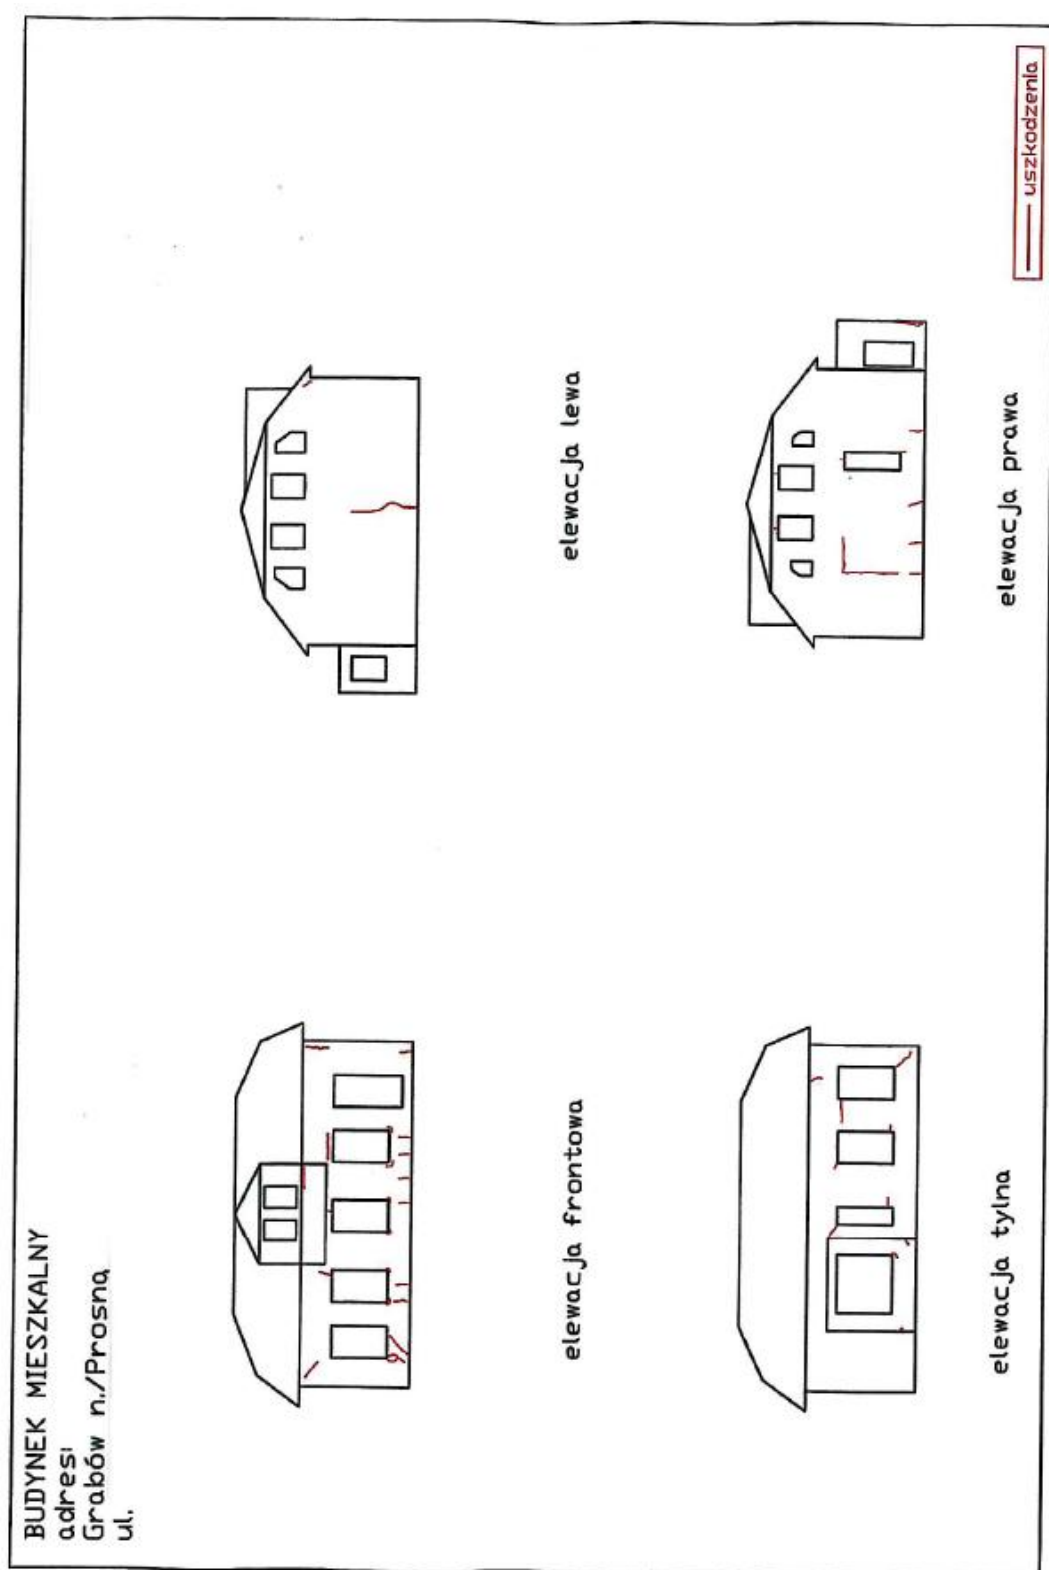 BUDYNEK MIESZKALNY
adres:
Grabów n./Prosną
ul.
elewacja frontowa
elewacja lewa
elewacja tylna
elewacja prawa
uszkodzenia